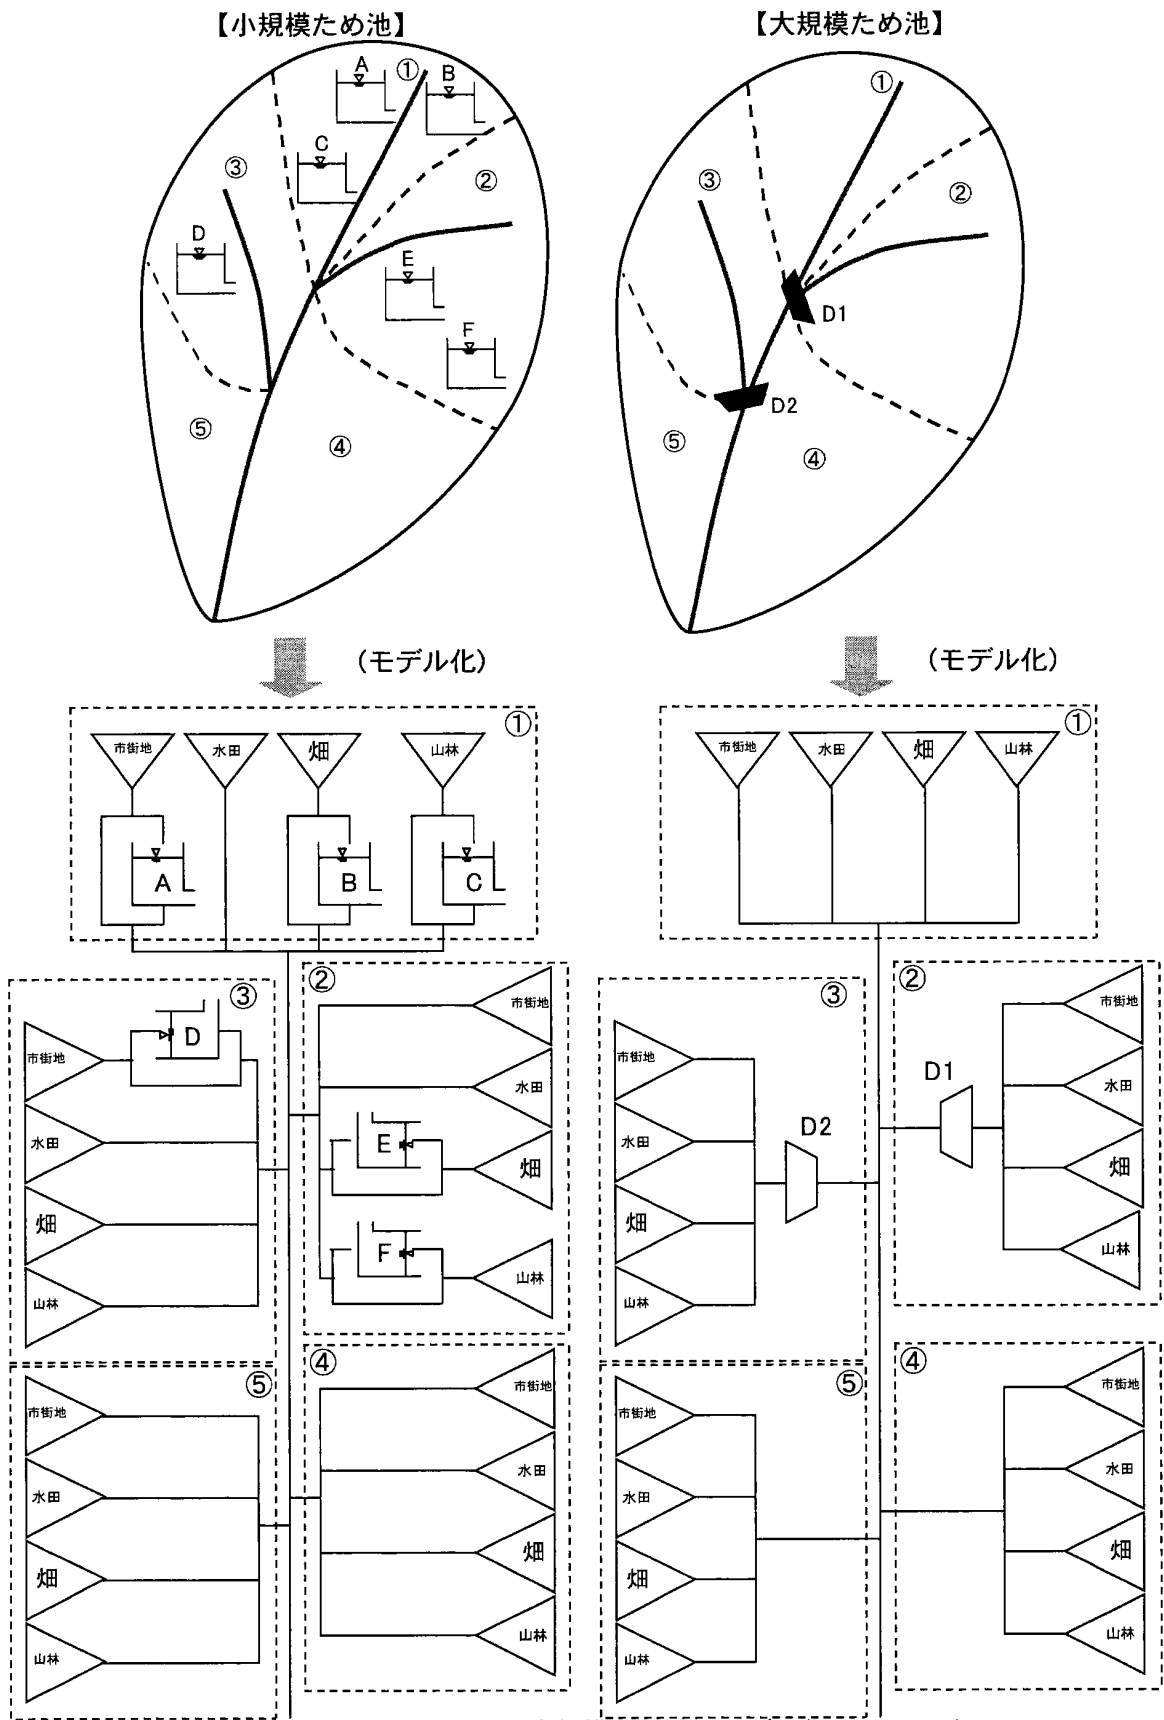 【小規模ため池】
【大規模ため池】
A
①
B
C
③
②
D
E
F
⑤
④
①
③
②
D1
D2
⑤
④
(モデル化)
(モデル化)
①
市街地
水田
畑
山林
A
B
C
①
市街地
水田
畑
山林
③
D
市街地
水田
畑
山林
②
市街地
水田
E
畑
F
山林
③
市街地
水田
D2
畑
山林
②
市街地
D1
水田
畑
山林
⑤
市街地
水田
畑
山林
④
市街地
水田
畑
山林
⑤
市街地
水田
畑
山林
④
市街地
水田
畑
山林